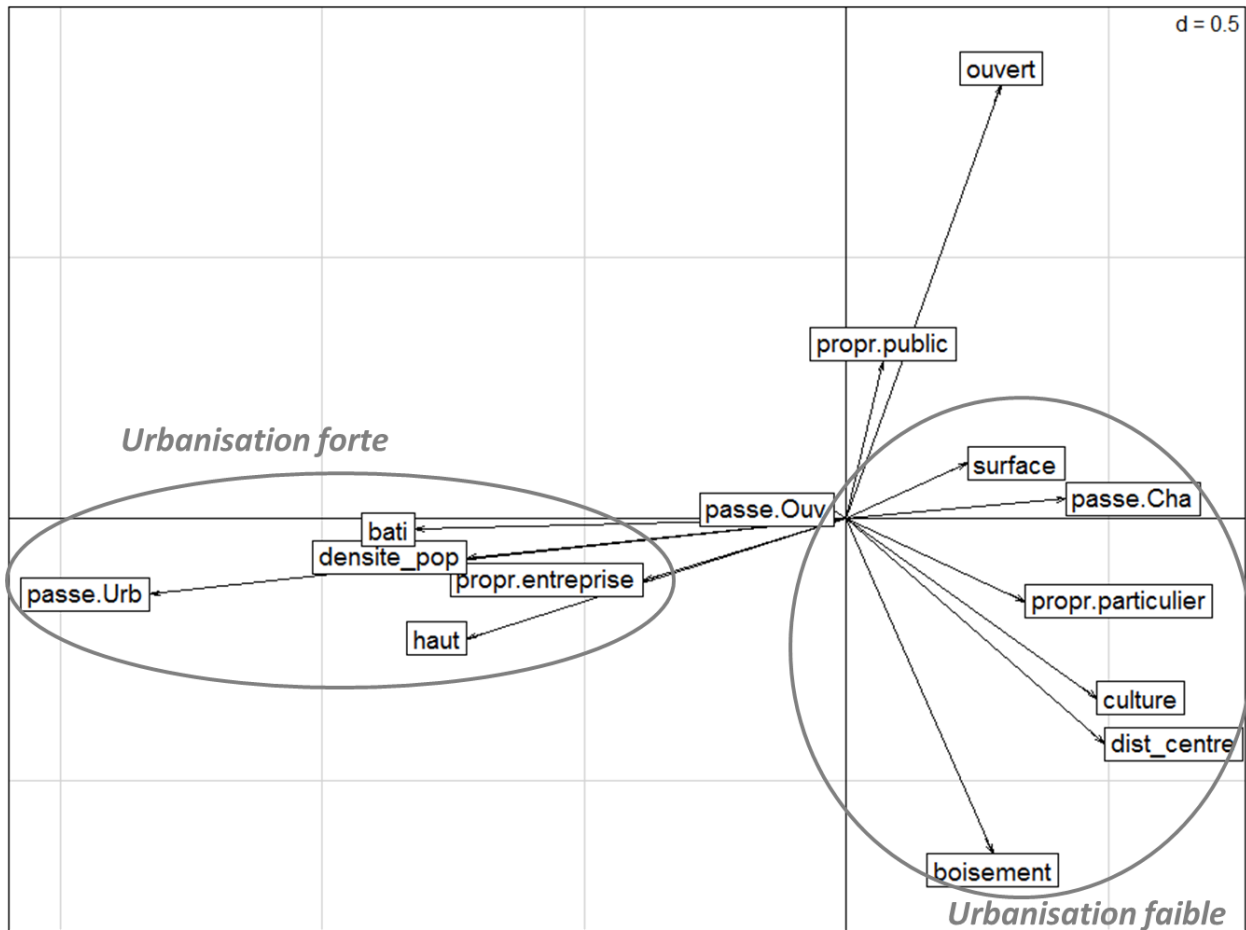 d = 0.5
ouvert
propr.public
Urbanisation forte
surface
passe.Cha
passe.Ouv
bati
densite_pop
propr.entreprise
passe.Urb
propr.particulier
haut
culture
dist_centre
boisement
Urbanisation faible